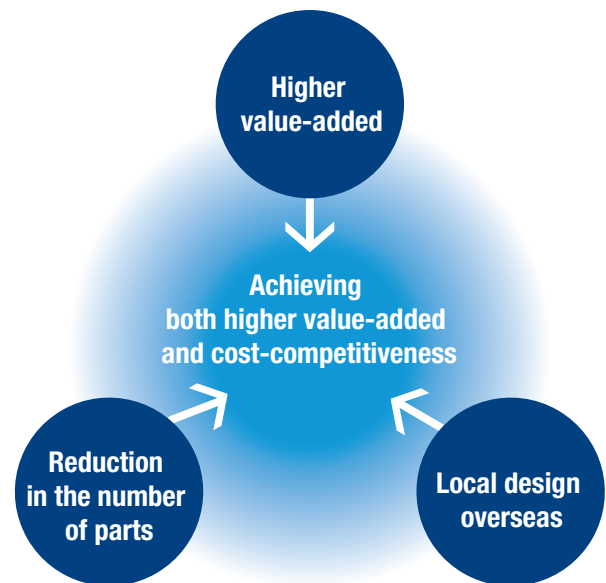 Higher
value-added
Achieving
both higher value-added
and cost-competitiveness
Reduction
in the number
of parts
Local design
overseas